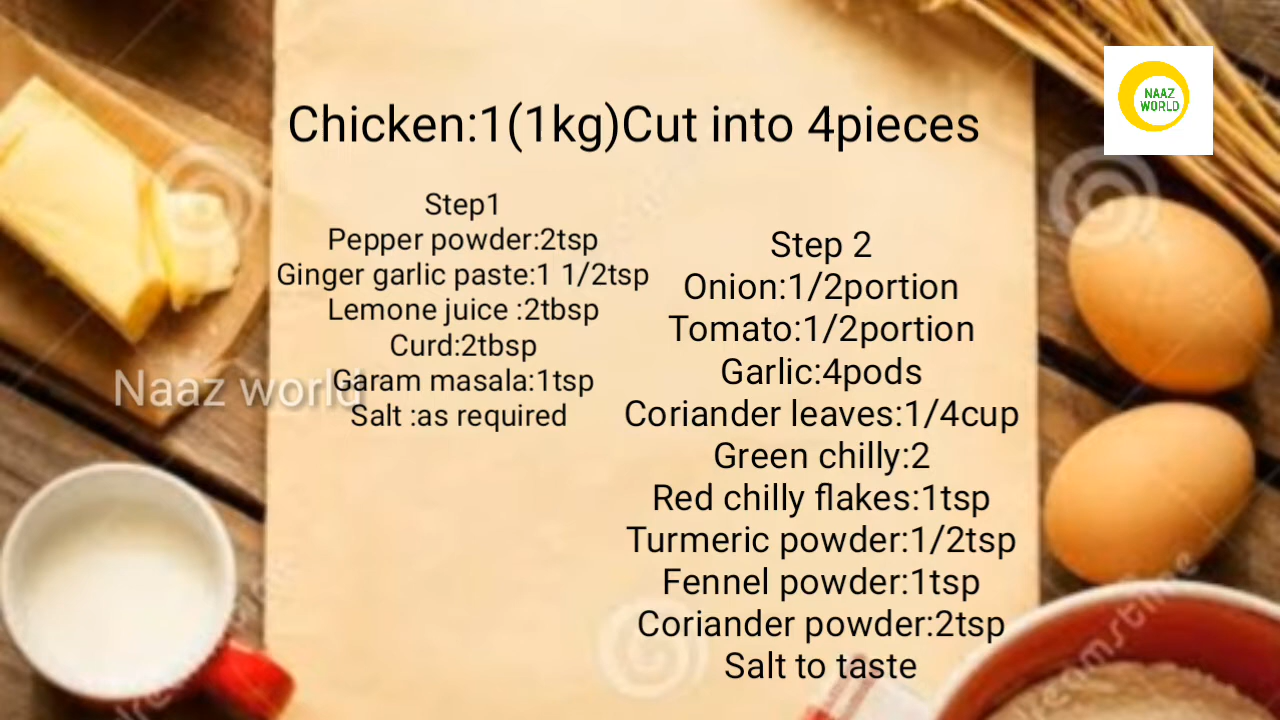 Chicken:1(1kg)Cut into 4pieces
NAAZ
WORLD
Step1
Pepper powder:2tsp
Ginger garlic paste:1 1/2tsp
Lemone juice :2tbsp
Curd:2tbsp
Garam masala:1tsp
Salt :as required
Naaz world
Step 2
Onion:1/2portion
Tomato:1/2portion
Garlic:4pods
Coriander leaves:1/4cup
Green chilly:2
Red chilly flakes:1tsp
Turmeric powder:1/2tsp
Fennel powder:1tsp
Coriander powder:2tsp
Salt to taste